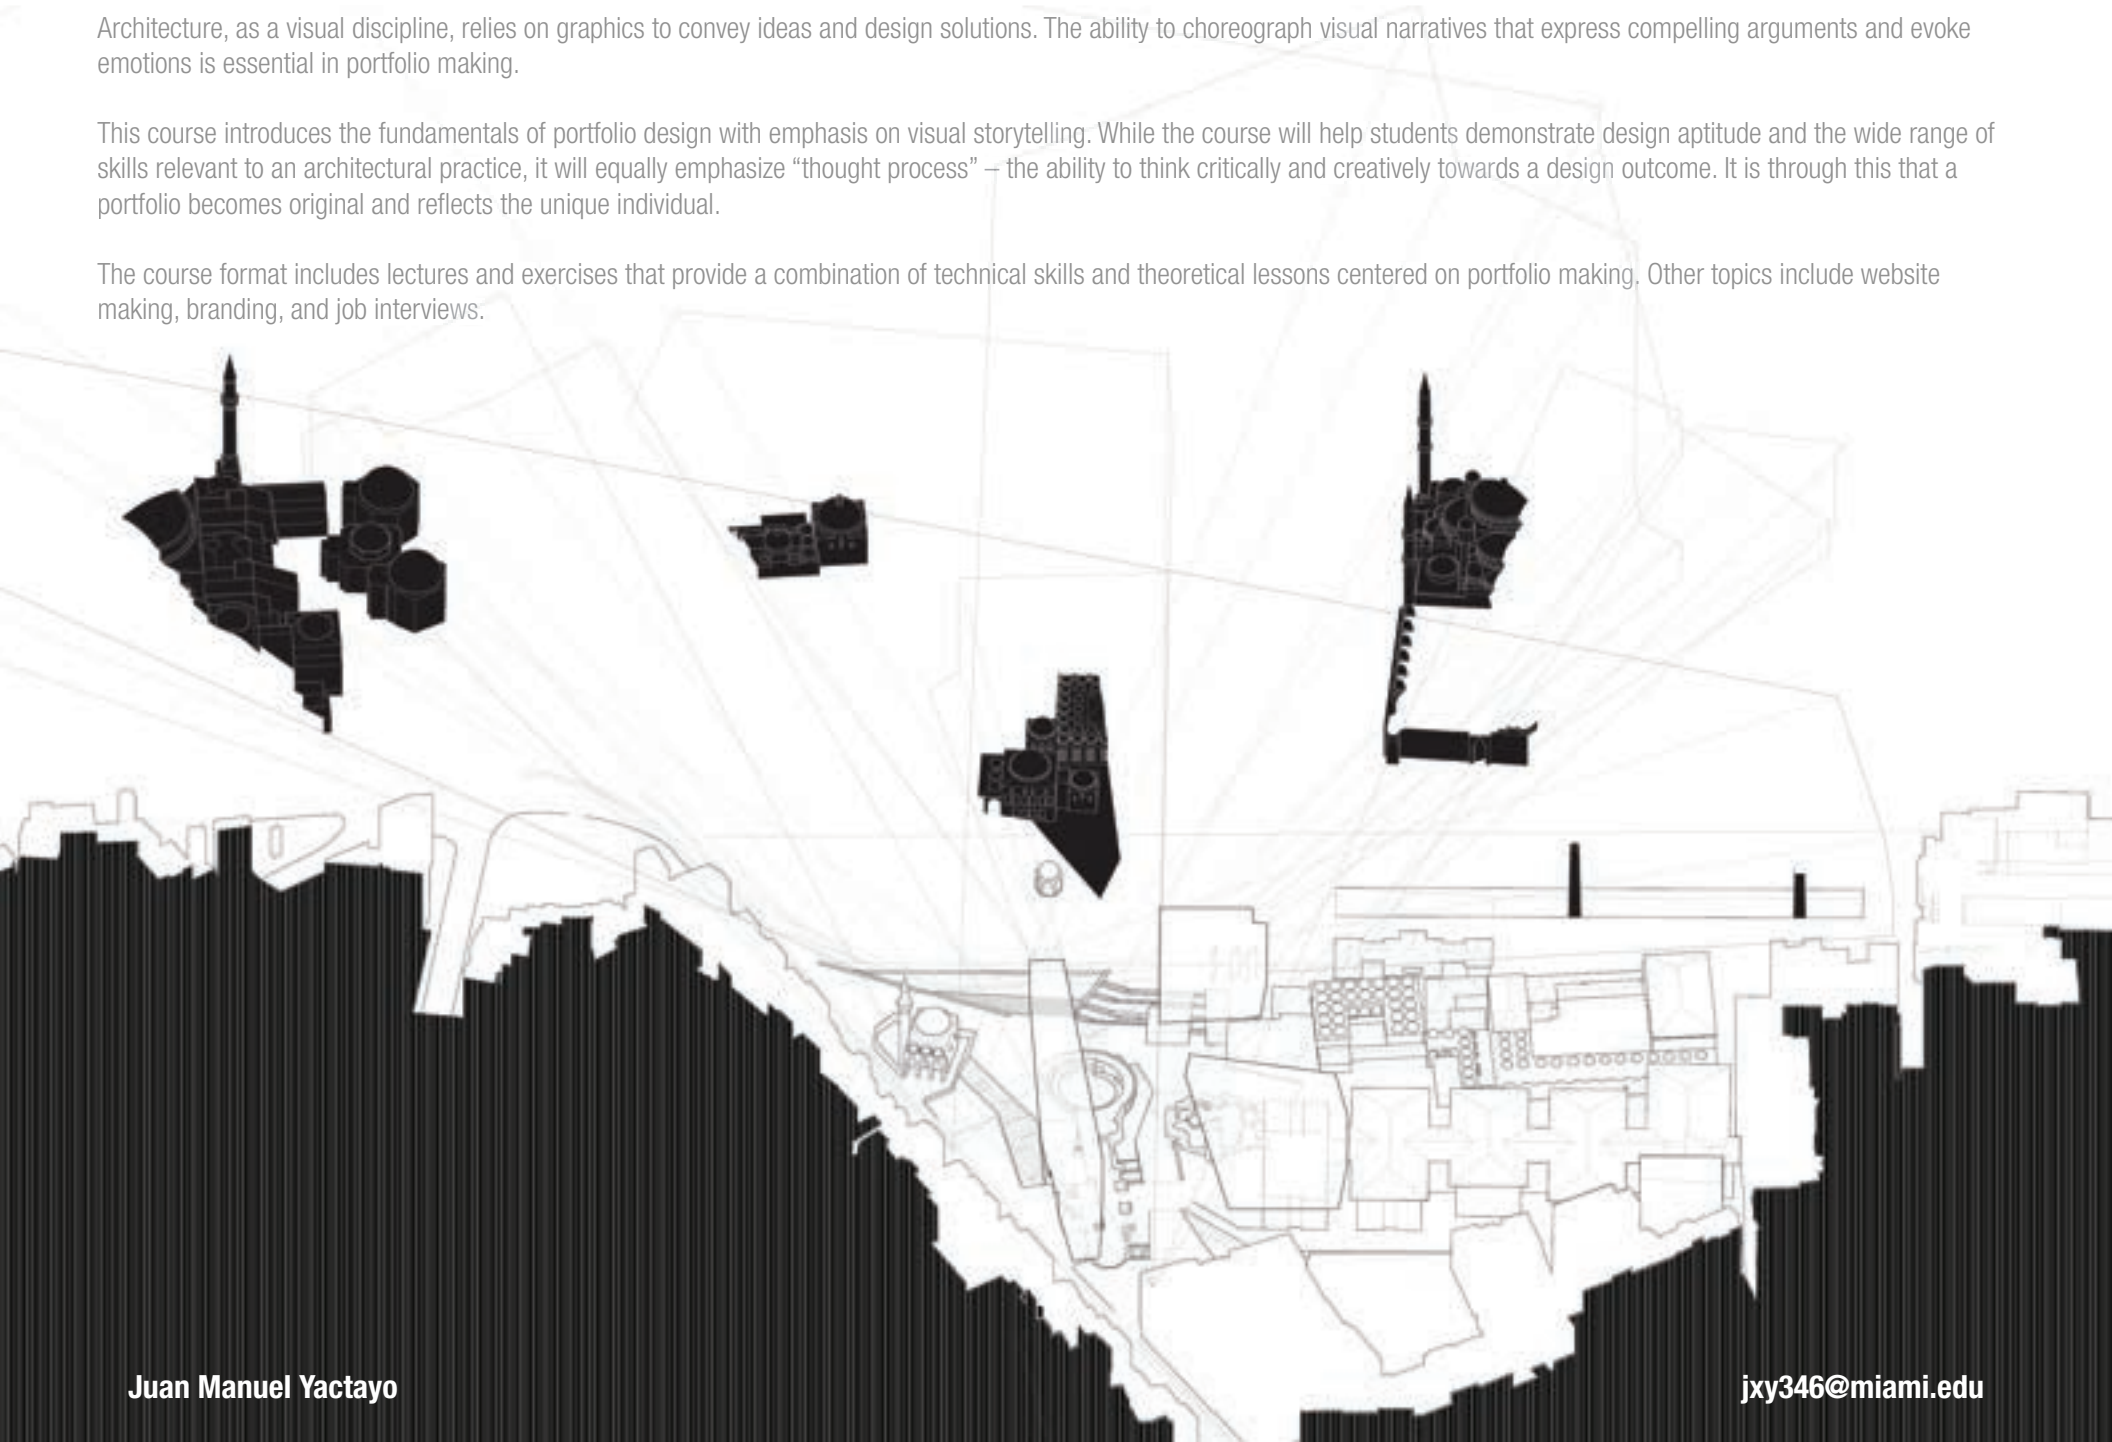 Architecture, as a visual discipline, relies on graphics to convey ideas and design solutions. The ability to choreograph visual narratives that express compelling arguments and evoke
emotions is essential in portfolio making.
This course introduces the fundamentals of portfolio design with emphasis on visual storytelling. While the course will help students demonstrate design aptitude and the wide range of
skills relevant to an architectural practice, it will equally emphasize “thought process” – the ability to think critically and creatively towards a design outcome. It is through this that a
portfolio becomes original and reflects the unique individual.
The course format includes lectures and exercises that provide a combination of technical skills and theoretical lessons centered on portfolio making. Other topics include website
making, branding, and job interviews.
Juan Manuel Yactayo
jxy346@miami.edu